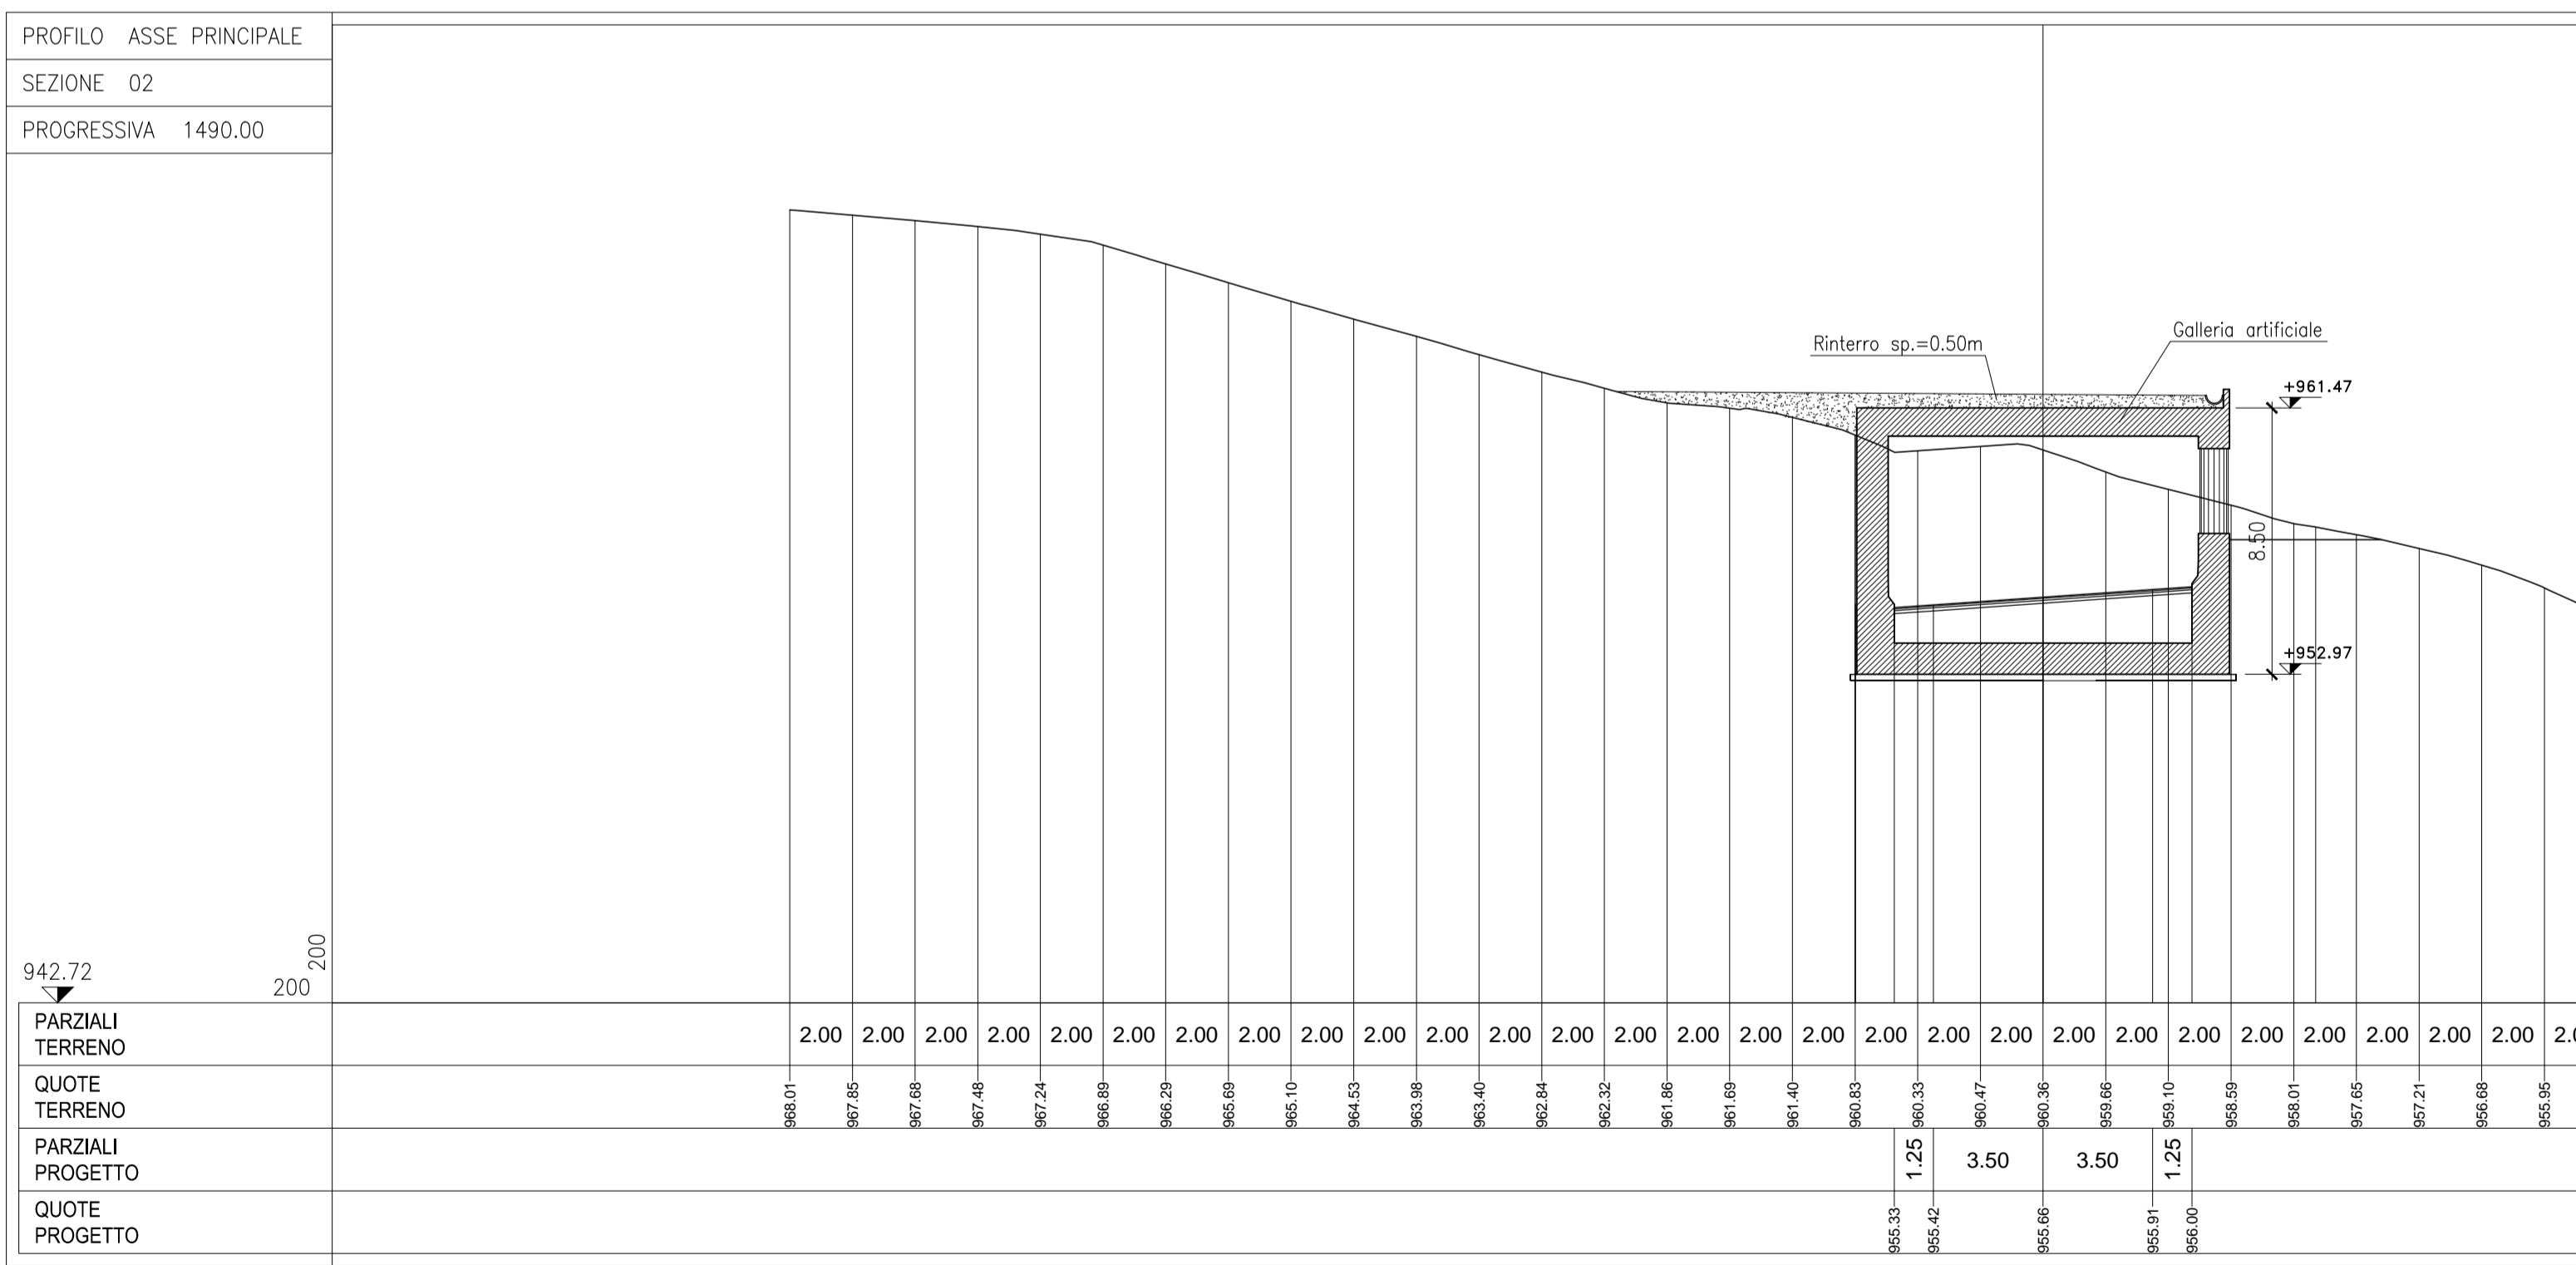 PROFILO ASSE PRINCIPALE
SEZIONE 02
PROGRESSIVA 1490.00
Rinterro sp.=0.50m
Galleria artificiale
+961.47
8.50
+952.97
942.72
200
200
PARZIALI
TERRENO
2.00 2.00 2.00 2.00 2.00 2.00 2.00 2.00 2.00 2.00 2.00 2.00 2.00 2.00 2.00 2.00 2.00 2.00 2.00 2.00 2.00 2.00 2.00 2.00 2.00 2.00 2.00 2.00
QUOTE
TERRENO
968.01 967.85 967.68 967.48 967.24 966.89 966.29 965.69 965.10 964.53 963.98 963.40 962.84 962.32 961.86 961.69 961.40 960.83 960.33 960.47 960.36 959.66 959.10 958.59 958.01 957.65 957.21 956.68 955.95
PARZIALI
PROGETTO
1.25 3.50 3.50 1.25
QUOTE
PROGETTO
955.33 955.42 955.66 955.91 956.00